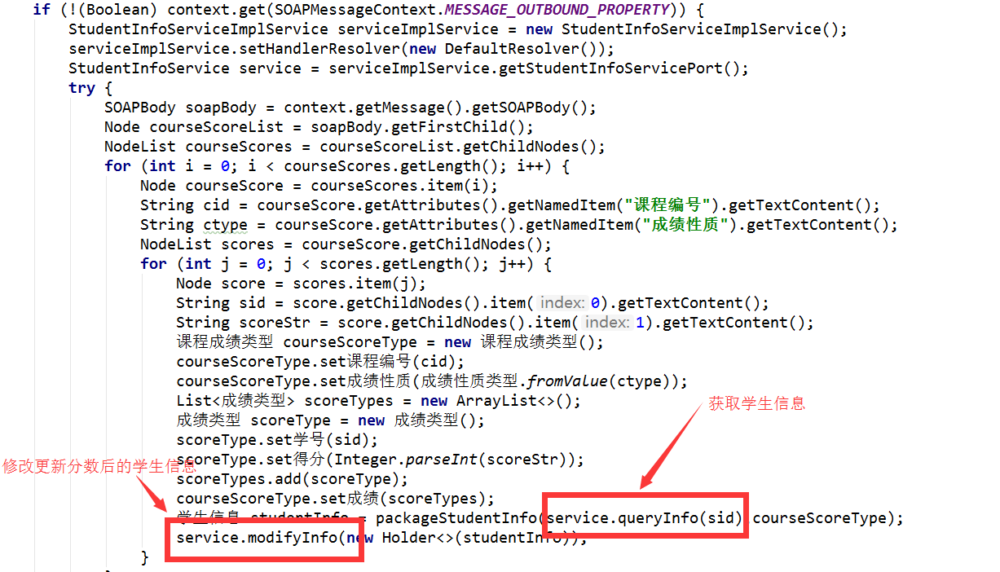 if (!(Boolean) context.get(SOAPMessageContext.MESSAGE_OUTBOUND_PROPERTY)) {
StudentInfoServiceImplService serviceImplService = new StudentInfoServiceImplService();
serviceImplService.setHandlerResolver(new DefaultResolver());
StudentInfoService service = serviceImplService.getStudentInfoServicePort();
try {
SOAPBody soapBody = context.getMessage().getSOAPBody();
Node courseScoreList = soapBody.getFirstChild();
NodeList courseScores = courseScoreList.getChildNodes();
for (int i = 0; i < courseScores.getLength(); i++) {
Node courseScore = courseScores.item(i);
String cid = courseScore.getAttributes().getNamedItem("课程编号").getTextContent();
String ctype = courseScore.getAttributes().getNamedItem("成绩性质").getTextContent();
NodeList scores = courseScore.getChildNodes();
for (int j = 0; j < scores.getLength(); j++) {
Node score = scores.item(j);
String sid = score.getChildNodes().item( index: 0).getTextContent();
String scoreStr = score.getChildNodes().item( index: 1).getTextContent();
课程成绩类型 courseScoreType = new 课程成绩类型();
courseScoreType.set课程编号(cid);
courseScoreType.set成绩性质(成绩性质类型.fromValue(ctype));
List<成绩类型> scoreTypes = new ArrayList<>();
获取学生信息
成绩类型 scoreType = new 成绩类型();
scoreType.set学号(sid);
scoreType.set得分(Integer.parseInt(scoreStr));
修改更新分数后的学生信息
scoreTypes.add(scoreType);
courseScoreType.set成绩(scoreTypes);
学生信息 studentInfo = packageStudentInfo(service.queryInfo(sid),courseScoreType);
service.modifyInfo(new Holder<>(studentInfo));
}